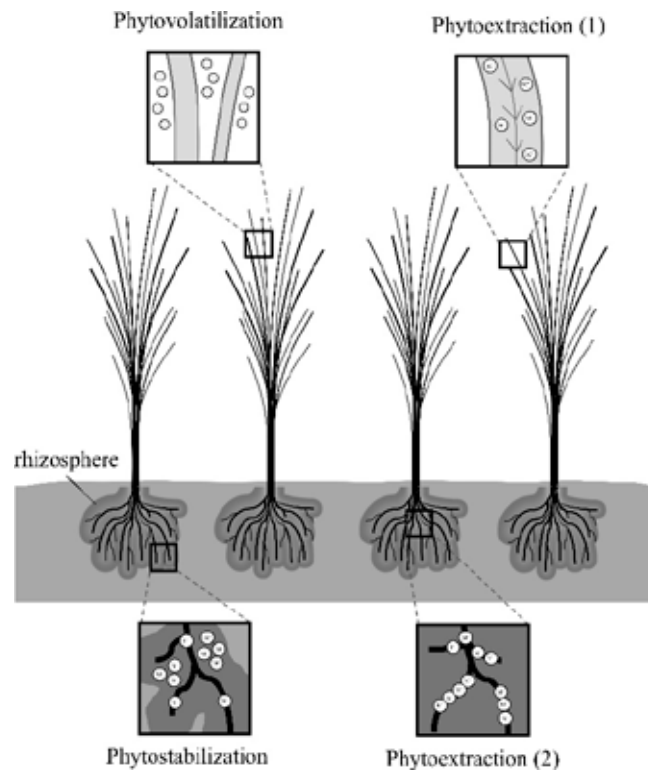 Phytovolatilization
Phytoextraction (1)
rhizosphere
Phytostabilization
Phytoextraction (2)